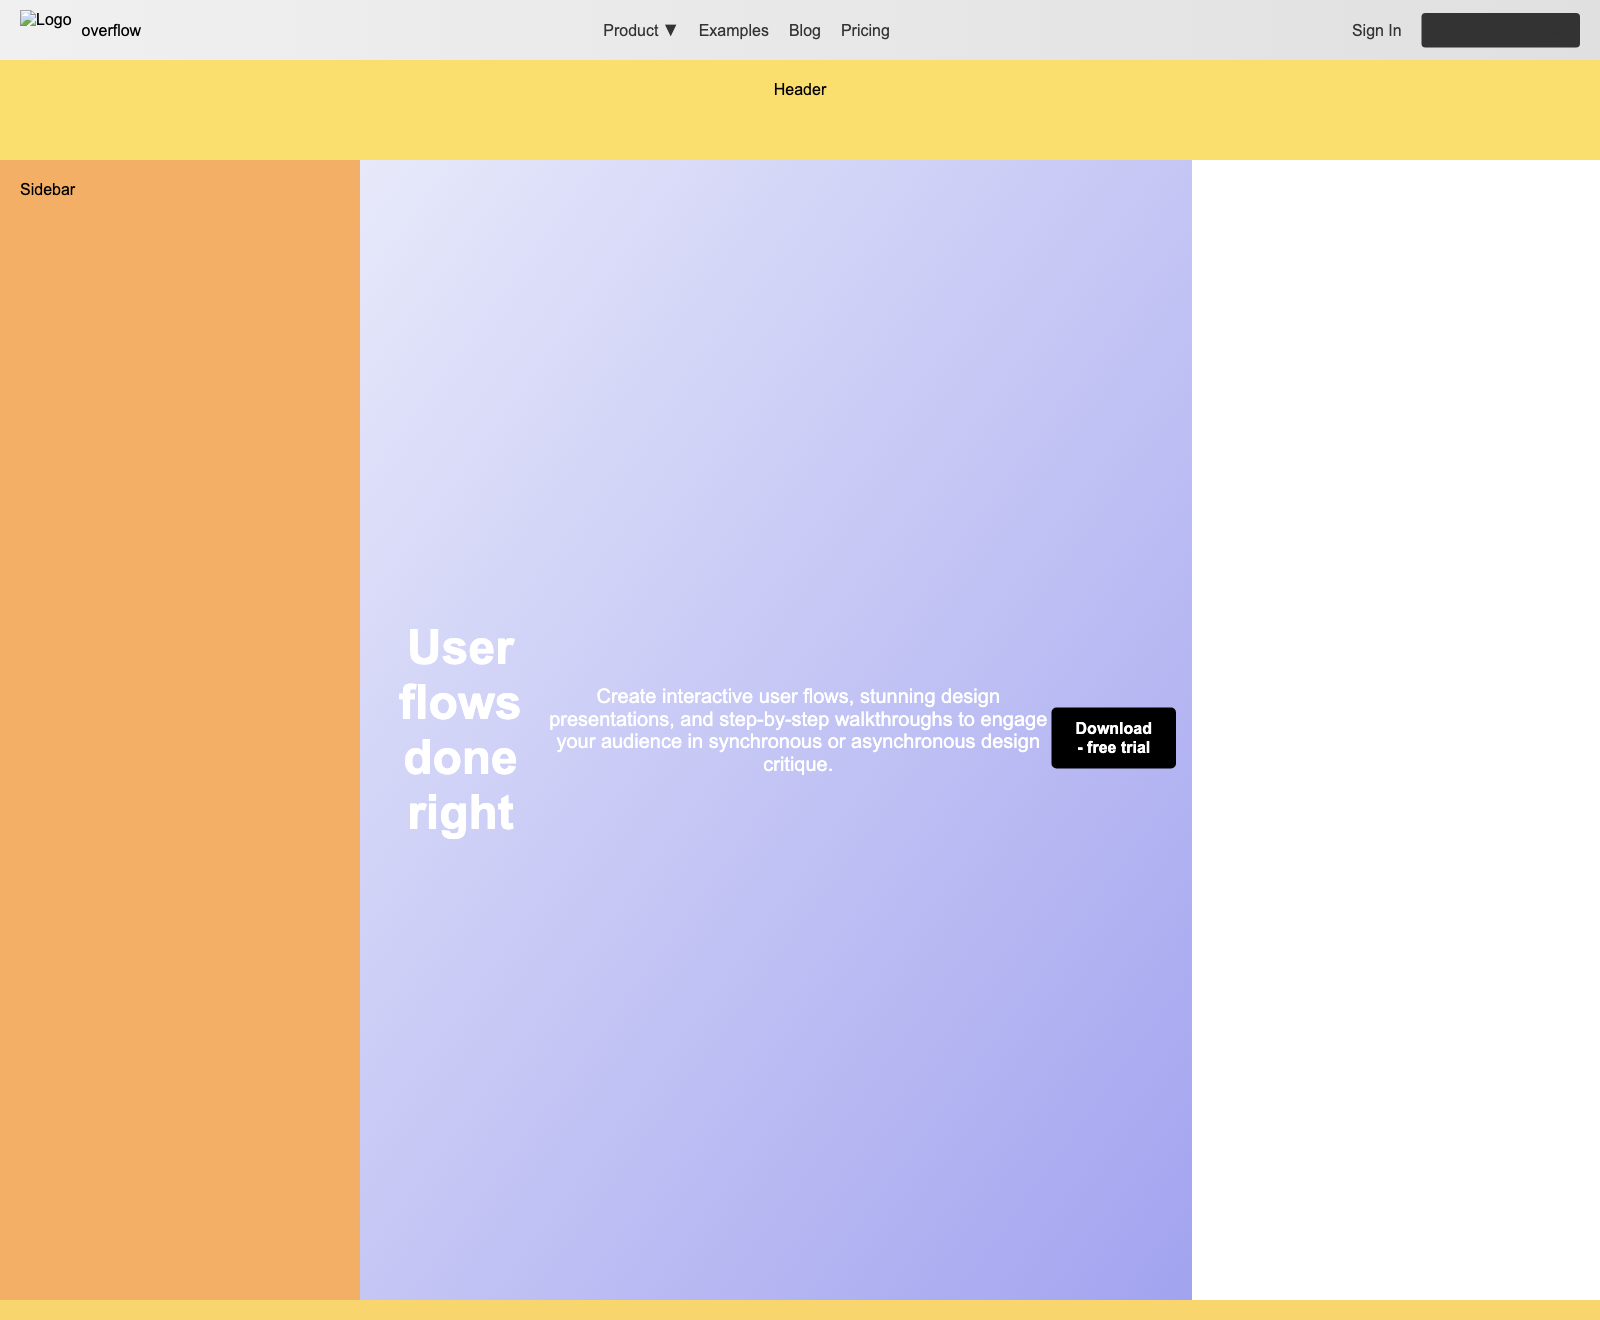 Logo
overflow
Product ▼
Examples
Blog
Pricing
Sign In
Header
Sidebar
User
flows
done
right
Create interactive user flows, stunning design
presentations, and step-by-step walkthroughs to engage
your audience in synchronous or asynchronous design
critique.
Download
- free trial